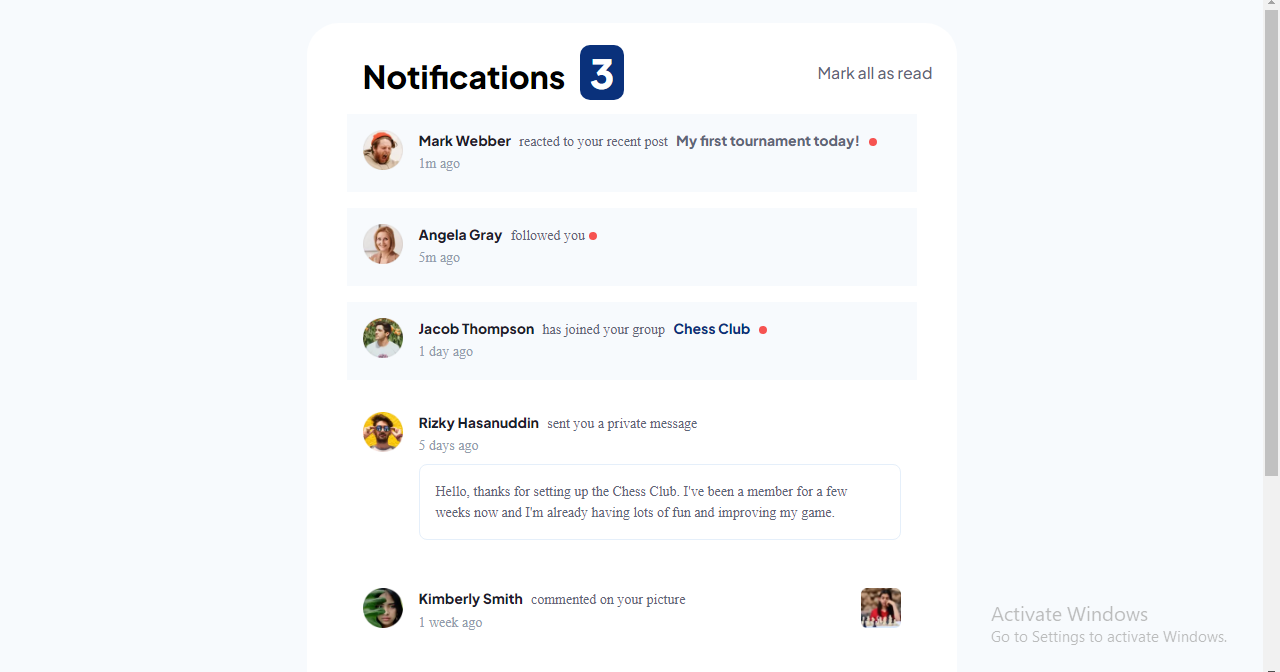 Notifications 3 Mark all as read
Mark Webber reacted to your recent post My first tournament today!
1m ago
Angela Gray followed you
5m ago
Jacob Thompson has joined your group Chess Club
1 day ago
Rizky Hasanuddin sent you a private message
5 days ago
Hello, thanks for setting up the Chess Club. I've been a member for a few
weeks now and I'm already having lots of fun and improving my game.
Kimberly Smith commented on your picture
1 week ago
Activate Windows
Go to Settings to activate Windows.